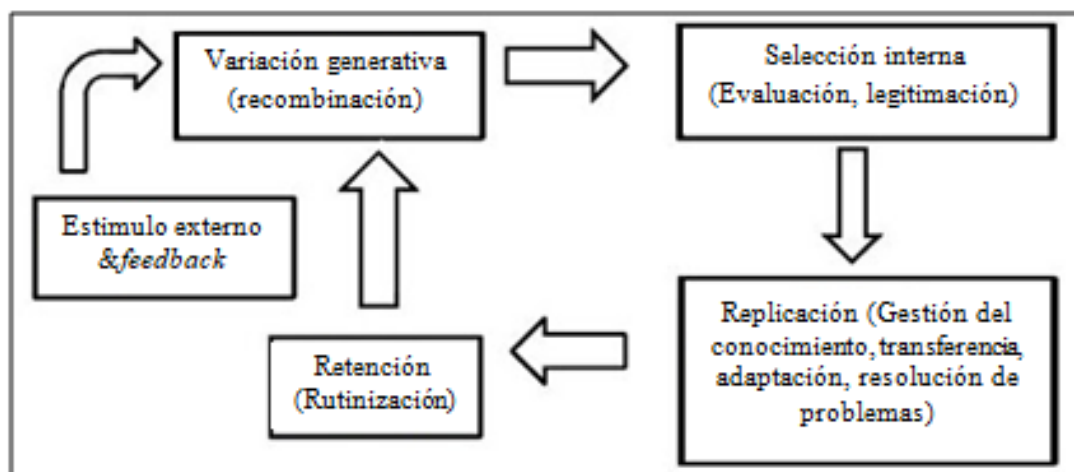 Variación generativa
(recombinación)
Selección interna
(Evaluación, legitimación)
Estimulo externo
&feedback
Replicación (Gestión del
conocimiento, transferencia,
adaptación, resolución de
problemas)
Retención
(Rutinización)